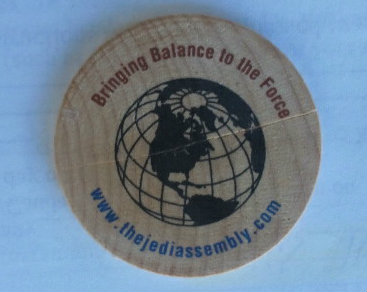 Bringing Balance to the Force
www.thejediassembly.com